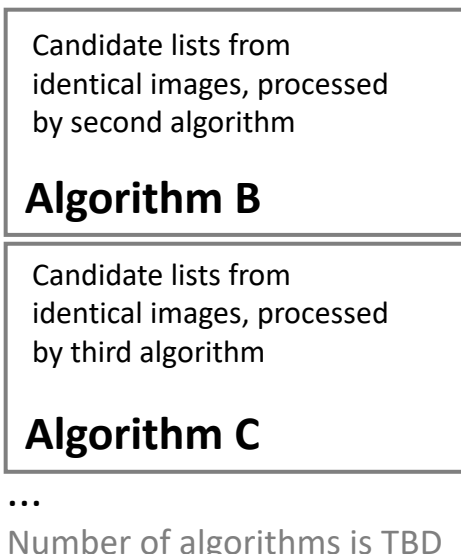 Candidate lists from
identical images, processed
by second algorithm
Algorithm B
Candidate lists from
identical images, processed
by third algorithm
Algorithm C
...
Number of algorithms is TBD